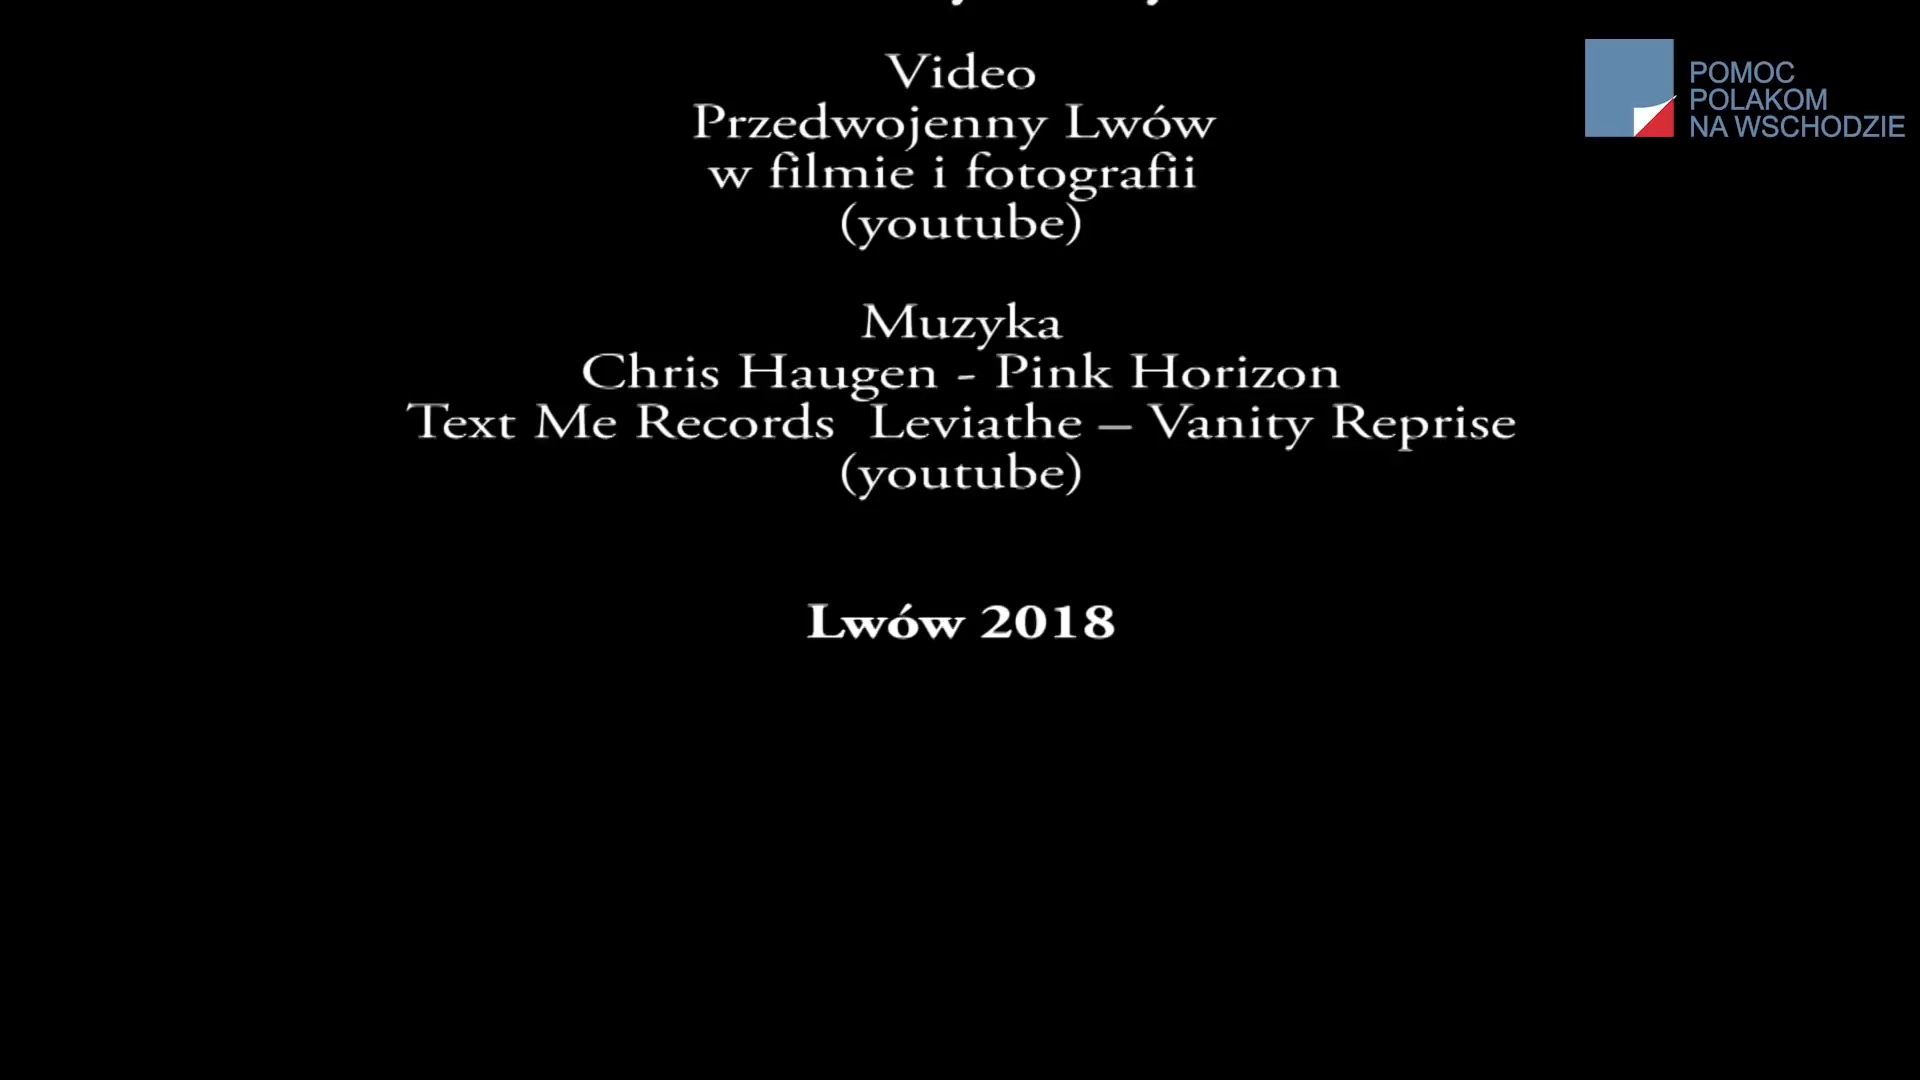 Video
Przedwojenny Lwów
w filmie i fotografii
(youtube)
Muzyka
Chris Haugen - Pink Horizon
Text Me Records  Leviathe – Vanity Reprise
(youtube)
Lwów 2018
POMOC
POLAKOM
NA WSCHODZIE